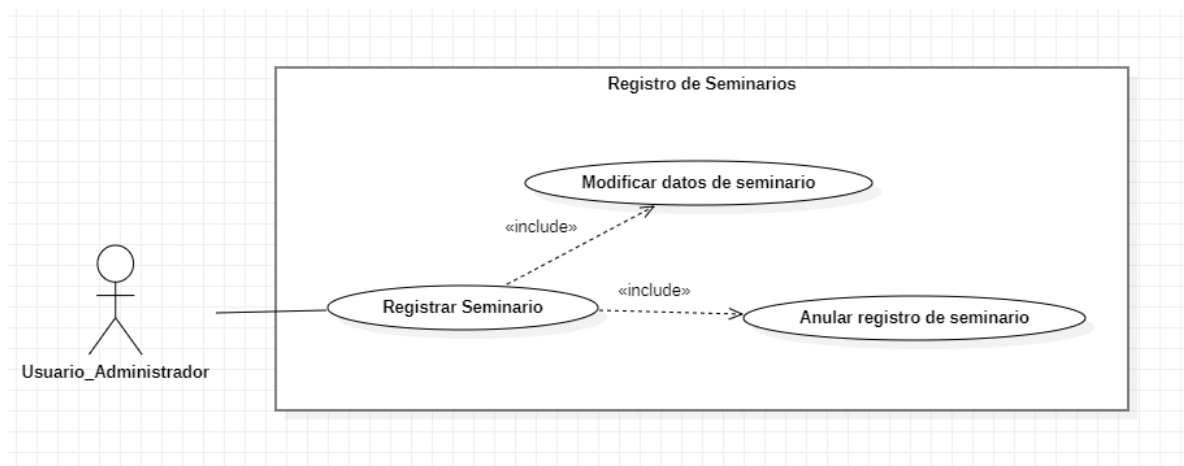 Registro de Seminarios
Modificar datos de seminario
«include»
«include»
Registrar Seminario
Anular registro de seminario
Usuario_Administrador